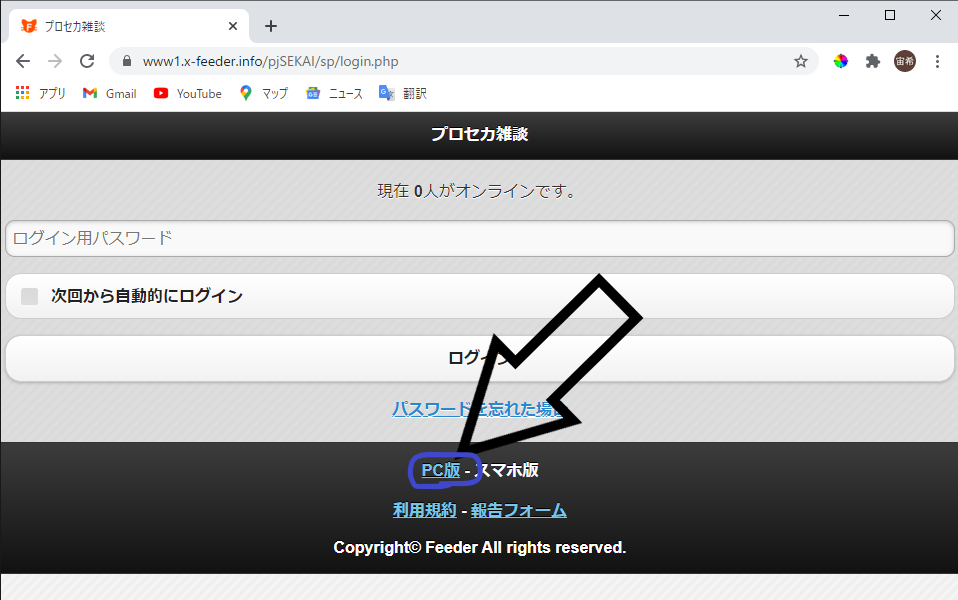 プロセカ雑談
www1.x-feeder.info/pjSEKAI/sp/login.php
宙希
アプリ Gmail YouTube マップ ニュース 翻訳
プロセカ雑談
現在 0人がオンラインです。
ログイン用パスワード
次回から自動的にログイン
ログイン
パスワードを忘れた場合
PC版 - スマホ版
利用規約 - 報告フォーム
Copyright© Feeder All rights reserved.